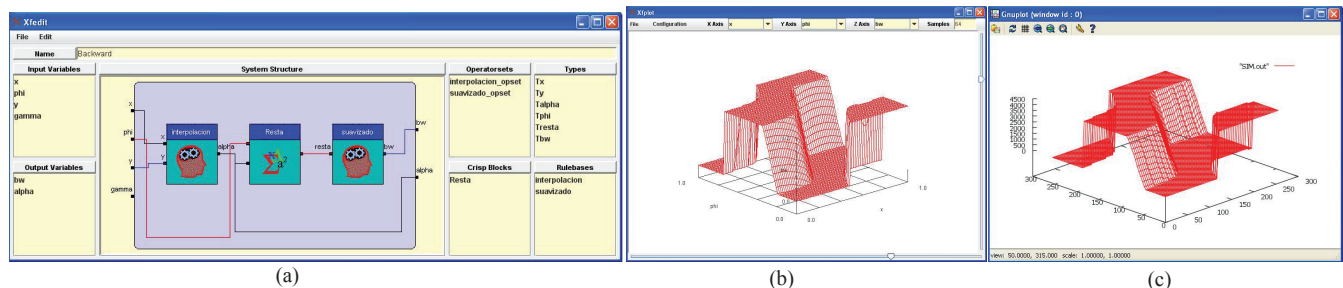 Xfedit
File Edit
Name Backward
Input Variables
x
phi
y
gamma
Output Variables
bw
alpha
System Structure
x
phi
y
gamma
interpolacion
x
Y
alpha
Resta
resta
suavizado
bw
bw
alpha
Operatorsets
interpolacion_opset
suavizado_opset
Crisp Blocks
Resta
Types
Tx
Ty
Talpha
Tphi
Tresta
Tbw
Rulebases
interpolacion
suavizado
(a)
Xfplot
File Configuration X Axis x Y Axis phi Z Axis bw Samples 64
1.0
phi
0.0
0.0
0.0
x
1.0
(b)
Gnuplot (window id : 0)
"SIM.out"
4500
4000
3500
3000
2500
2000
1500
1000
500
0
300
250
200
150
100
50
0
0
50
100
150
200
250
300
view: 50.0000, 315.000 scale: 1.00000, 1.00000
(c)